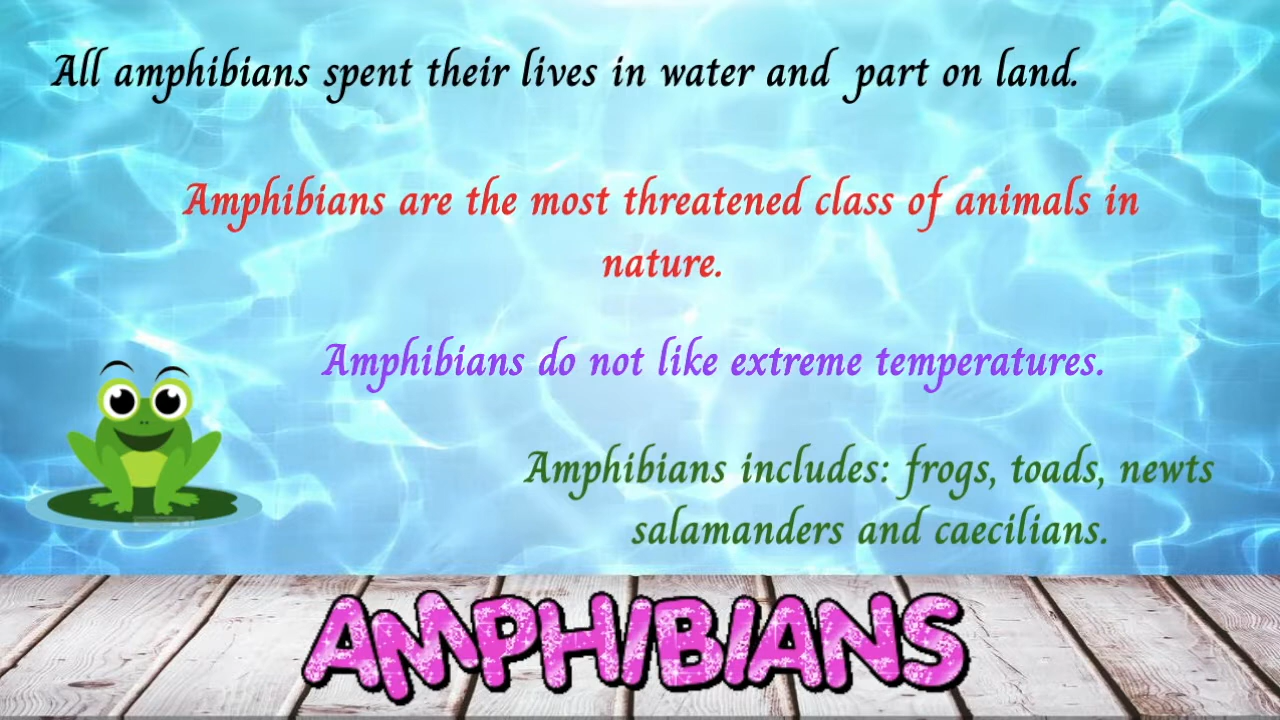 All amphibians spent their lives in water and part on land.
Amphibians are the most threatened class of animals in
nature.
Amphibians do not like extreme temperatures.
Amphibians includes: frogs, toads, newts
salamanders and caecilians.
AMPHIBIANS